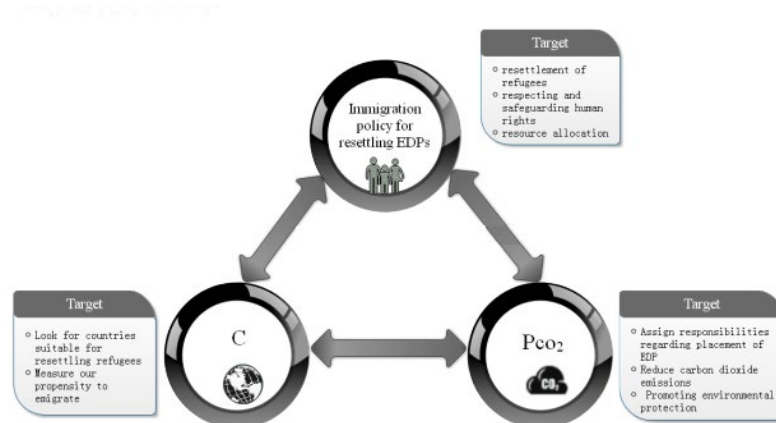 Target
○ resettlement of
refugees
○ respecting and
safeguarding human
rights
○ resource allocation
Immigration
policy for
resettling EDPs
Target
○ Look for countries
suitable for
resettling refugees
○ Measure our
propensity to
emigrate
C
Pco₂
CO₂
Target
○ Assign responsibilities
regarding placement of
EDP
○ Reduce carbon dioxide
emissions
○ Promoting environmental
protection